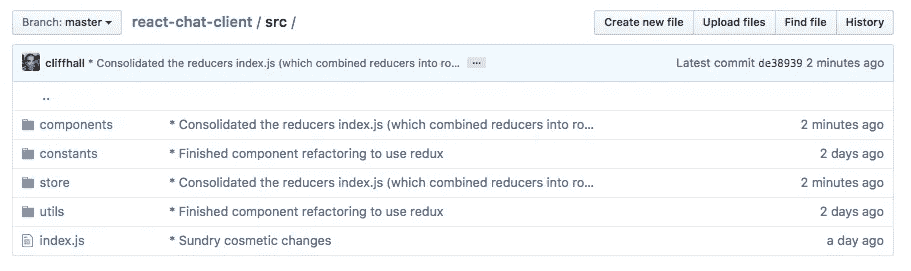 Branch: master react-chat-client / src / Create new file Upload files Find file History
cliffhall * Consolidated the reducers index.js (which combined reducers into ro... ... Latest commit de38939 2 minutes ago
..
components * Consolidated the reducers index.js (which combined reducers into ro... 2 minutes ago
constants * Finished component refactoring to use redux 2 days ago
store * Consolidated the reducers index.js (which combined reducers into ro... 2 minutes ago
utils * Finished component refactoring to use redux 2 days ago
index.js * Sundry cosmetic changes a day ago